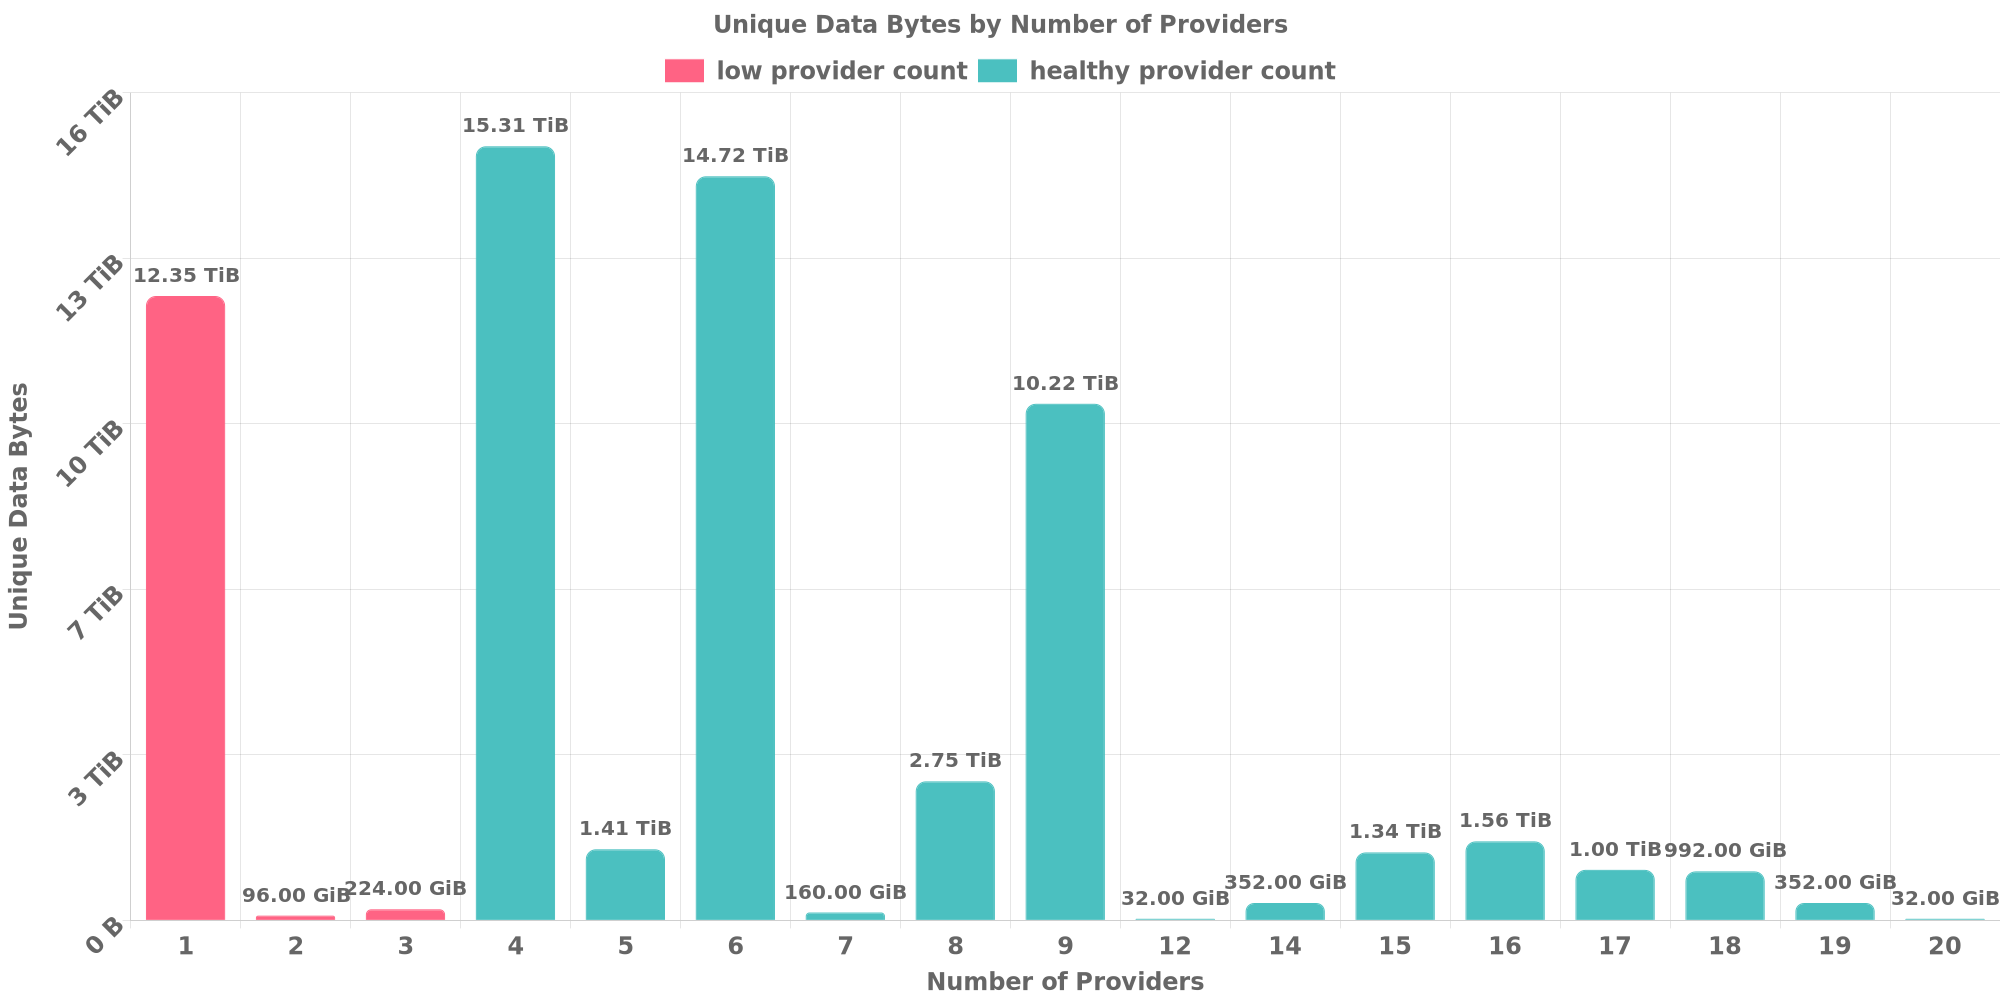 Unique Data Bytes by Number of Providers
low provider count healthy provider count
16 TiB
13 TiB
10 TiB
7 TiB
3 TiB
0 B
Unique Data Bytes
12.35 TiB
96.00 GiB
224.00 GiB
15.31 TiB
1.41 TiB
14.72 TiB
160.00 GiB
2.75 TiB
10.22 TiB
32.00 GiB
352.00 GiB
1.34 TiB
1.56 TiB
1.00 TiB
992.00 GiB
352.00 GiB
32.00 GiB
1 2 3 4 5 6 7 8 9 12 14 15 16 17 18 19 20
Number of Providers